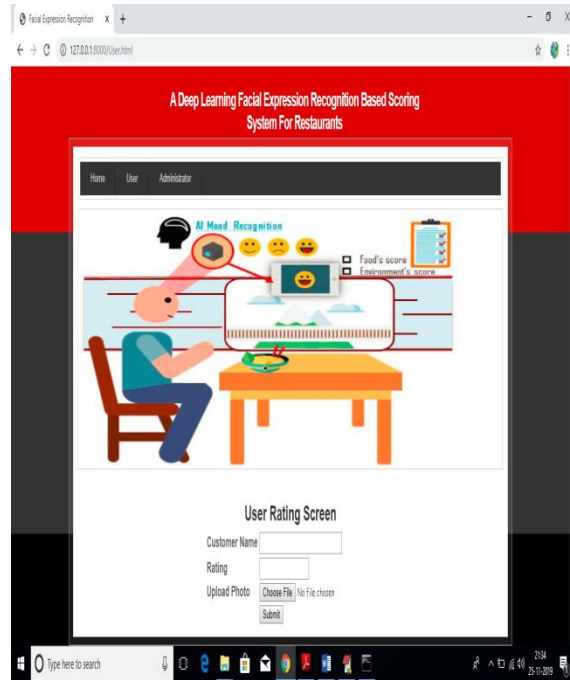 Facial Expression Recognition
127.0.0.1:8000/User.html
A Deep Learning Facial Expression Recognition Based Scoring
System For Restaurants
Home User Administrator
AI Mood Recognition
Food's score
Environment's score
User Rating Screen
Customer Name
Rating
Upload Photo Choose File No file chosen
Submit
Type here to search
21:34
25-11-2019